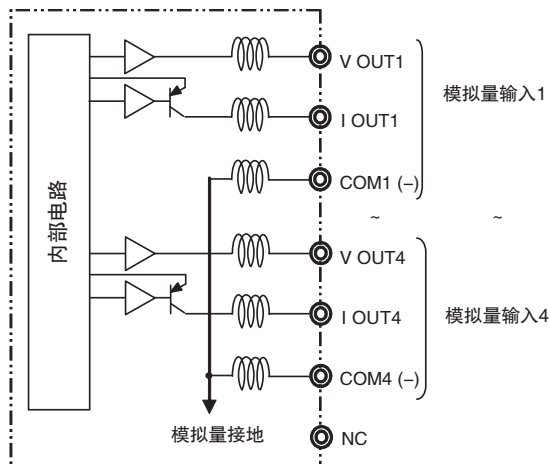 内部电路
V OUT1
I OUT1
模拟量输入1
COM1 (–)
~ ~
V OUT4
I OUT4
模拟量输入4
COM4 (–)
模拟量接地
NC